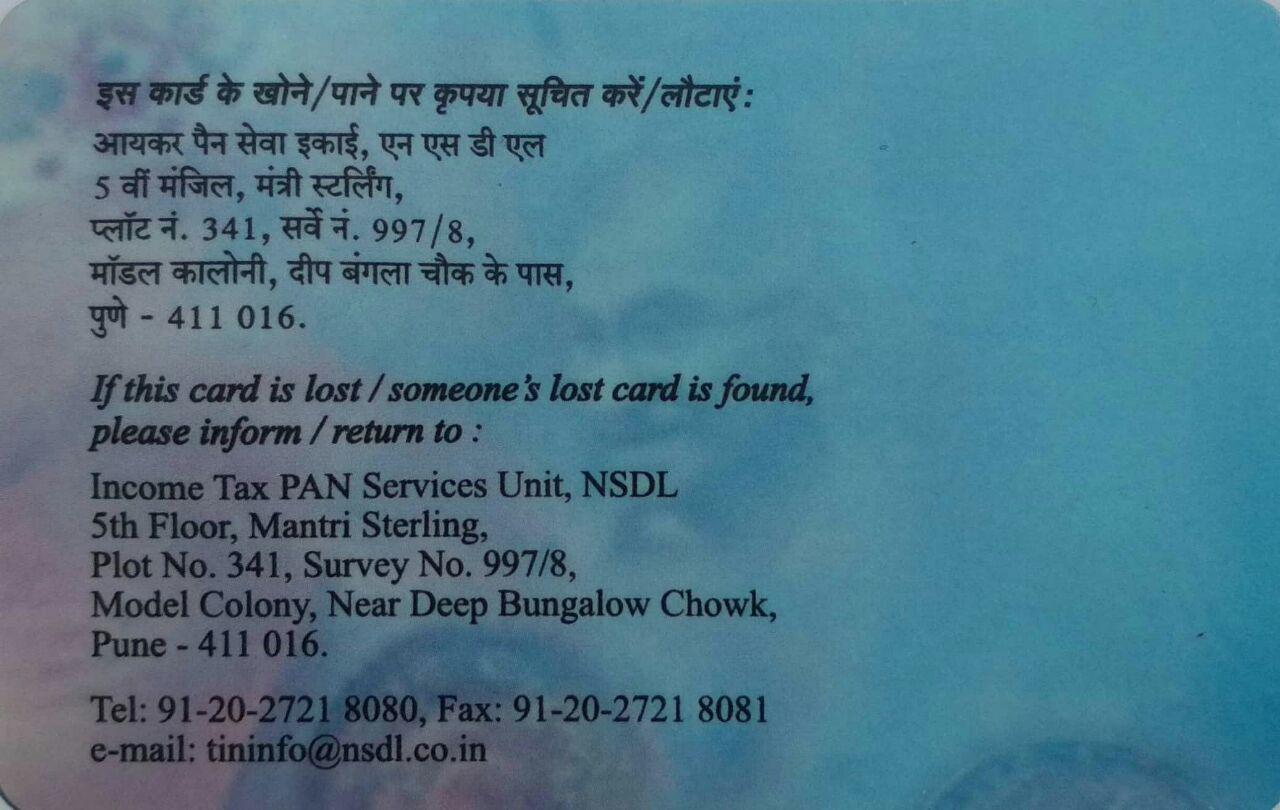 इस कार्ड के खोने/पाने पर कृपया सूचित करें/लौटाएं:
आयकर पैन सेवा इकाई, एन एस डी एल
5 वीं मंजिल, मंत्री स्टर्लिंग,
प्लॉट नं. 341, सर्वे नं. 997/8,
मॉडल कालोनी, दीप बंगला चौक के पास,
पुणे - 411 016.
If this card is lost / someone's lost card is found,
please inform / return to :
Income Tax PAN Services Unit, NSDL
5th Floor, Mantri Sterling,
Plot No. 341, Survey No. 997/8,
Model Colony, Near Deep Bungalow Chowk,
Pune - 411 016.
Tel: 91-20-2721 8080, Fax: 91-20-2721 8081
e-mail: tininfo@nsdl.co.in